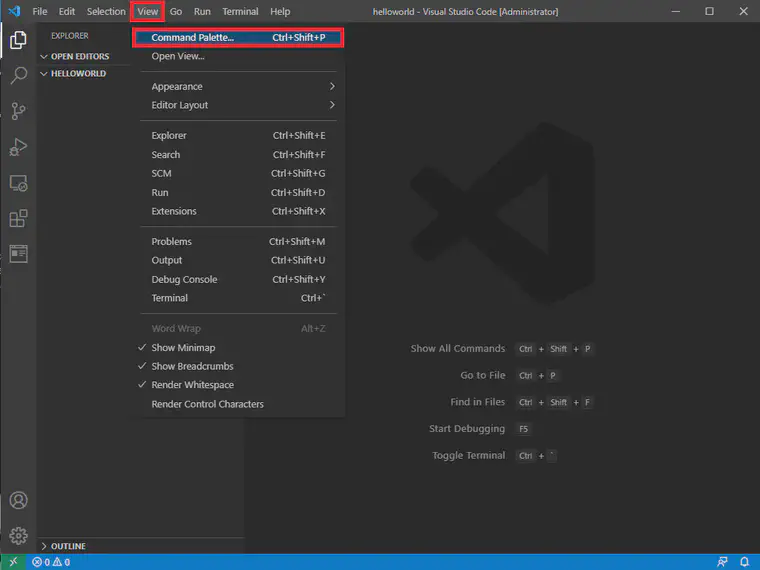 File Edit Selection View Go Run Terminal Help helloworld - Visual Studio Code [Administrator]
EXPLORER
OPEN EDITORS
HELLOWORLD
Command Palette... Ctrl+Shift+P
Open View...
Appearance
Editor Layout
Explorer Ctrl+Shift+E
Search Ctrl+Shift+F
SCM Ctrl+Shift+G
Run Ctrl+Shift+D
Extensions Ctrl+Shift+X
Problems Ctrl+Shift+M
Output Ctrl+Shift+U
Debug Console Ctrl+Shift+Y
Terminal Ctrl+`
Word Wrap Alt+Z
Show Minimap
Show Breadcrumbs
Render Whitespace
Render Control Characters
Show All Commands Ctrl + Shift + P
Go to File Ctrl + P
Find in Files Ctrl + Shift + F
Start Debugging F5
Toggle Terminal Ctrl + `
OUTLINE
0 0